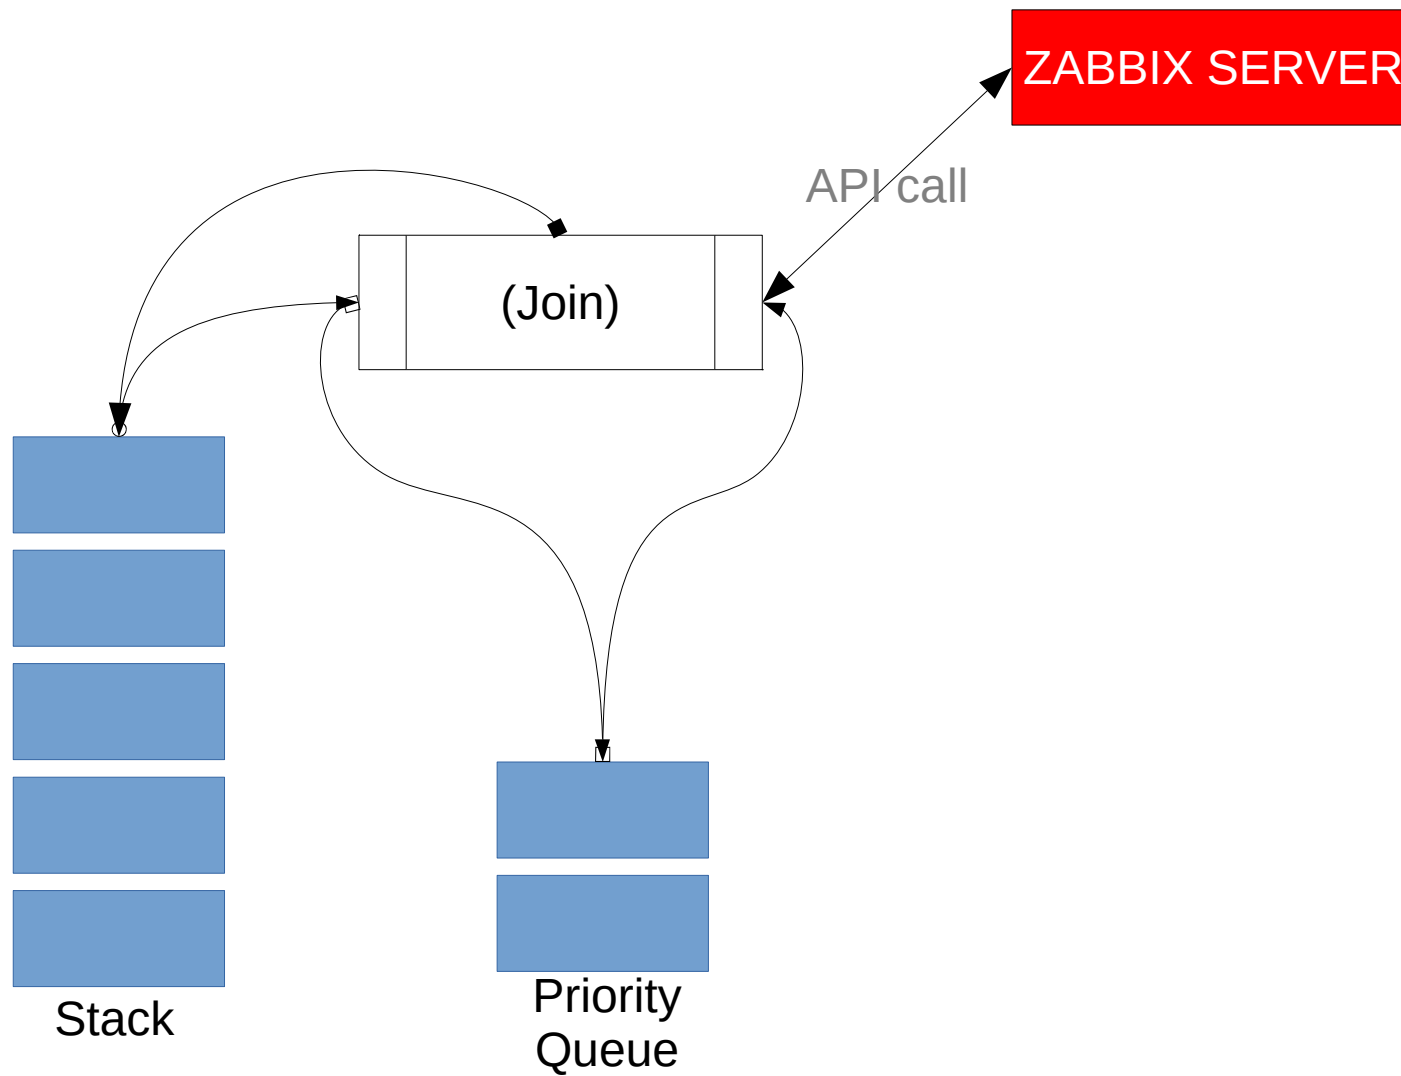 ZABBIX SERVER
API call
(Join)
Stack
Priority
Queue